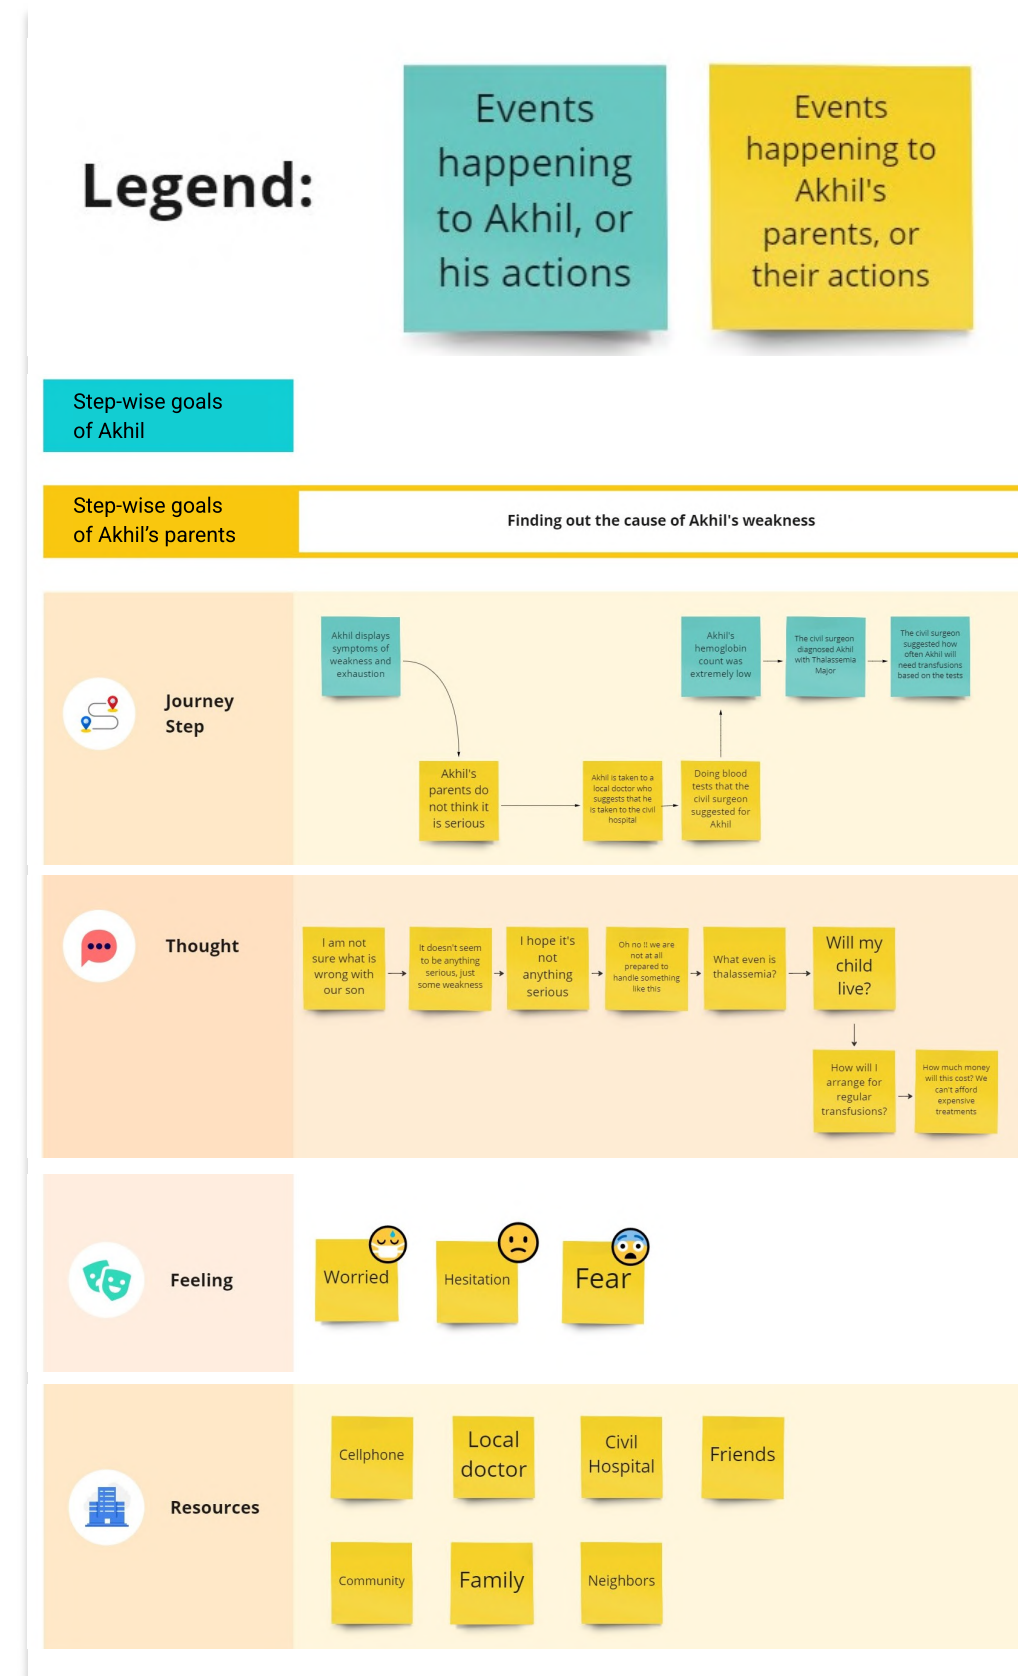 Legend:
Events
happening
to Akhil, or
his actions
Events
happening to
Akhil's
parents, or
their actions
Step-wise goals
of Akhil
Step-wise goals
of Akhil’s parents
Finding out the cause of Akhil's weakness
Journey
Step
Akhil displays
symptoms of
weakness and
exhaustion
Akhil's
parents do
not think it
is serious
Akhil is taken to a
local doctor who
suggests that he
is taken to the civil
hospital
Doing blood
tests that the
civil surgeon
suggested for
Akhil
Akhil's
hemoglobin
count was
extremely low
The civil surgeon
diagnosed Akhil
with Thalassemia
Major
The civil surgeon
suggested how
often Akhil will
need transfusions
based on the tests
Thought
I am not
sure what is
wrong with
our son
It doesn't seem
to be anything
serious, just
some weakness
I hope it's
not
anything
serious
Oh no !! we are
not at all
prepared to
handle something
like this
What even is
thalassemia?
Will my
child
live?
How will I
arrange for
regular
transfusions?
How much money
will this cost? We
can't afford
expensive
treatments
Feeling
Worried
Hesitation
Fear
Resources
Cellphone
Local
doctor
Civil
Hospital
Friends
Community
Family
Neighbors